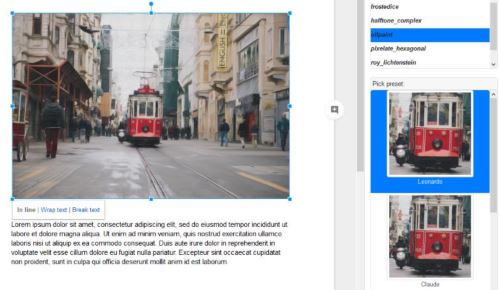 In line | Wrap text | Break text
Lorem ipsum dolor sit amet, consectetur adipiscing elit, sed do eiusmod tempor incididunt ut
labore et dolore magna aliqua. Ut enim ad minim veniam, quis nostrud exercitation ullamco
laboris nisi ut aliquip ex ea commodo consequat. Duis aute irure dolor in reprehenderit in
voluptate velit esse cillum dolore eu fugiat nulla pariatur. Excepteur sint occaecat cupidatat
non proident, sunt in culpa qui officia deserunt mollit anim id est laborum.
frostedice
halftone_complex
oilpaint
pixelate_hexagonal
roy_lichtenstein
Pick preset:
Leonardo
Claude